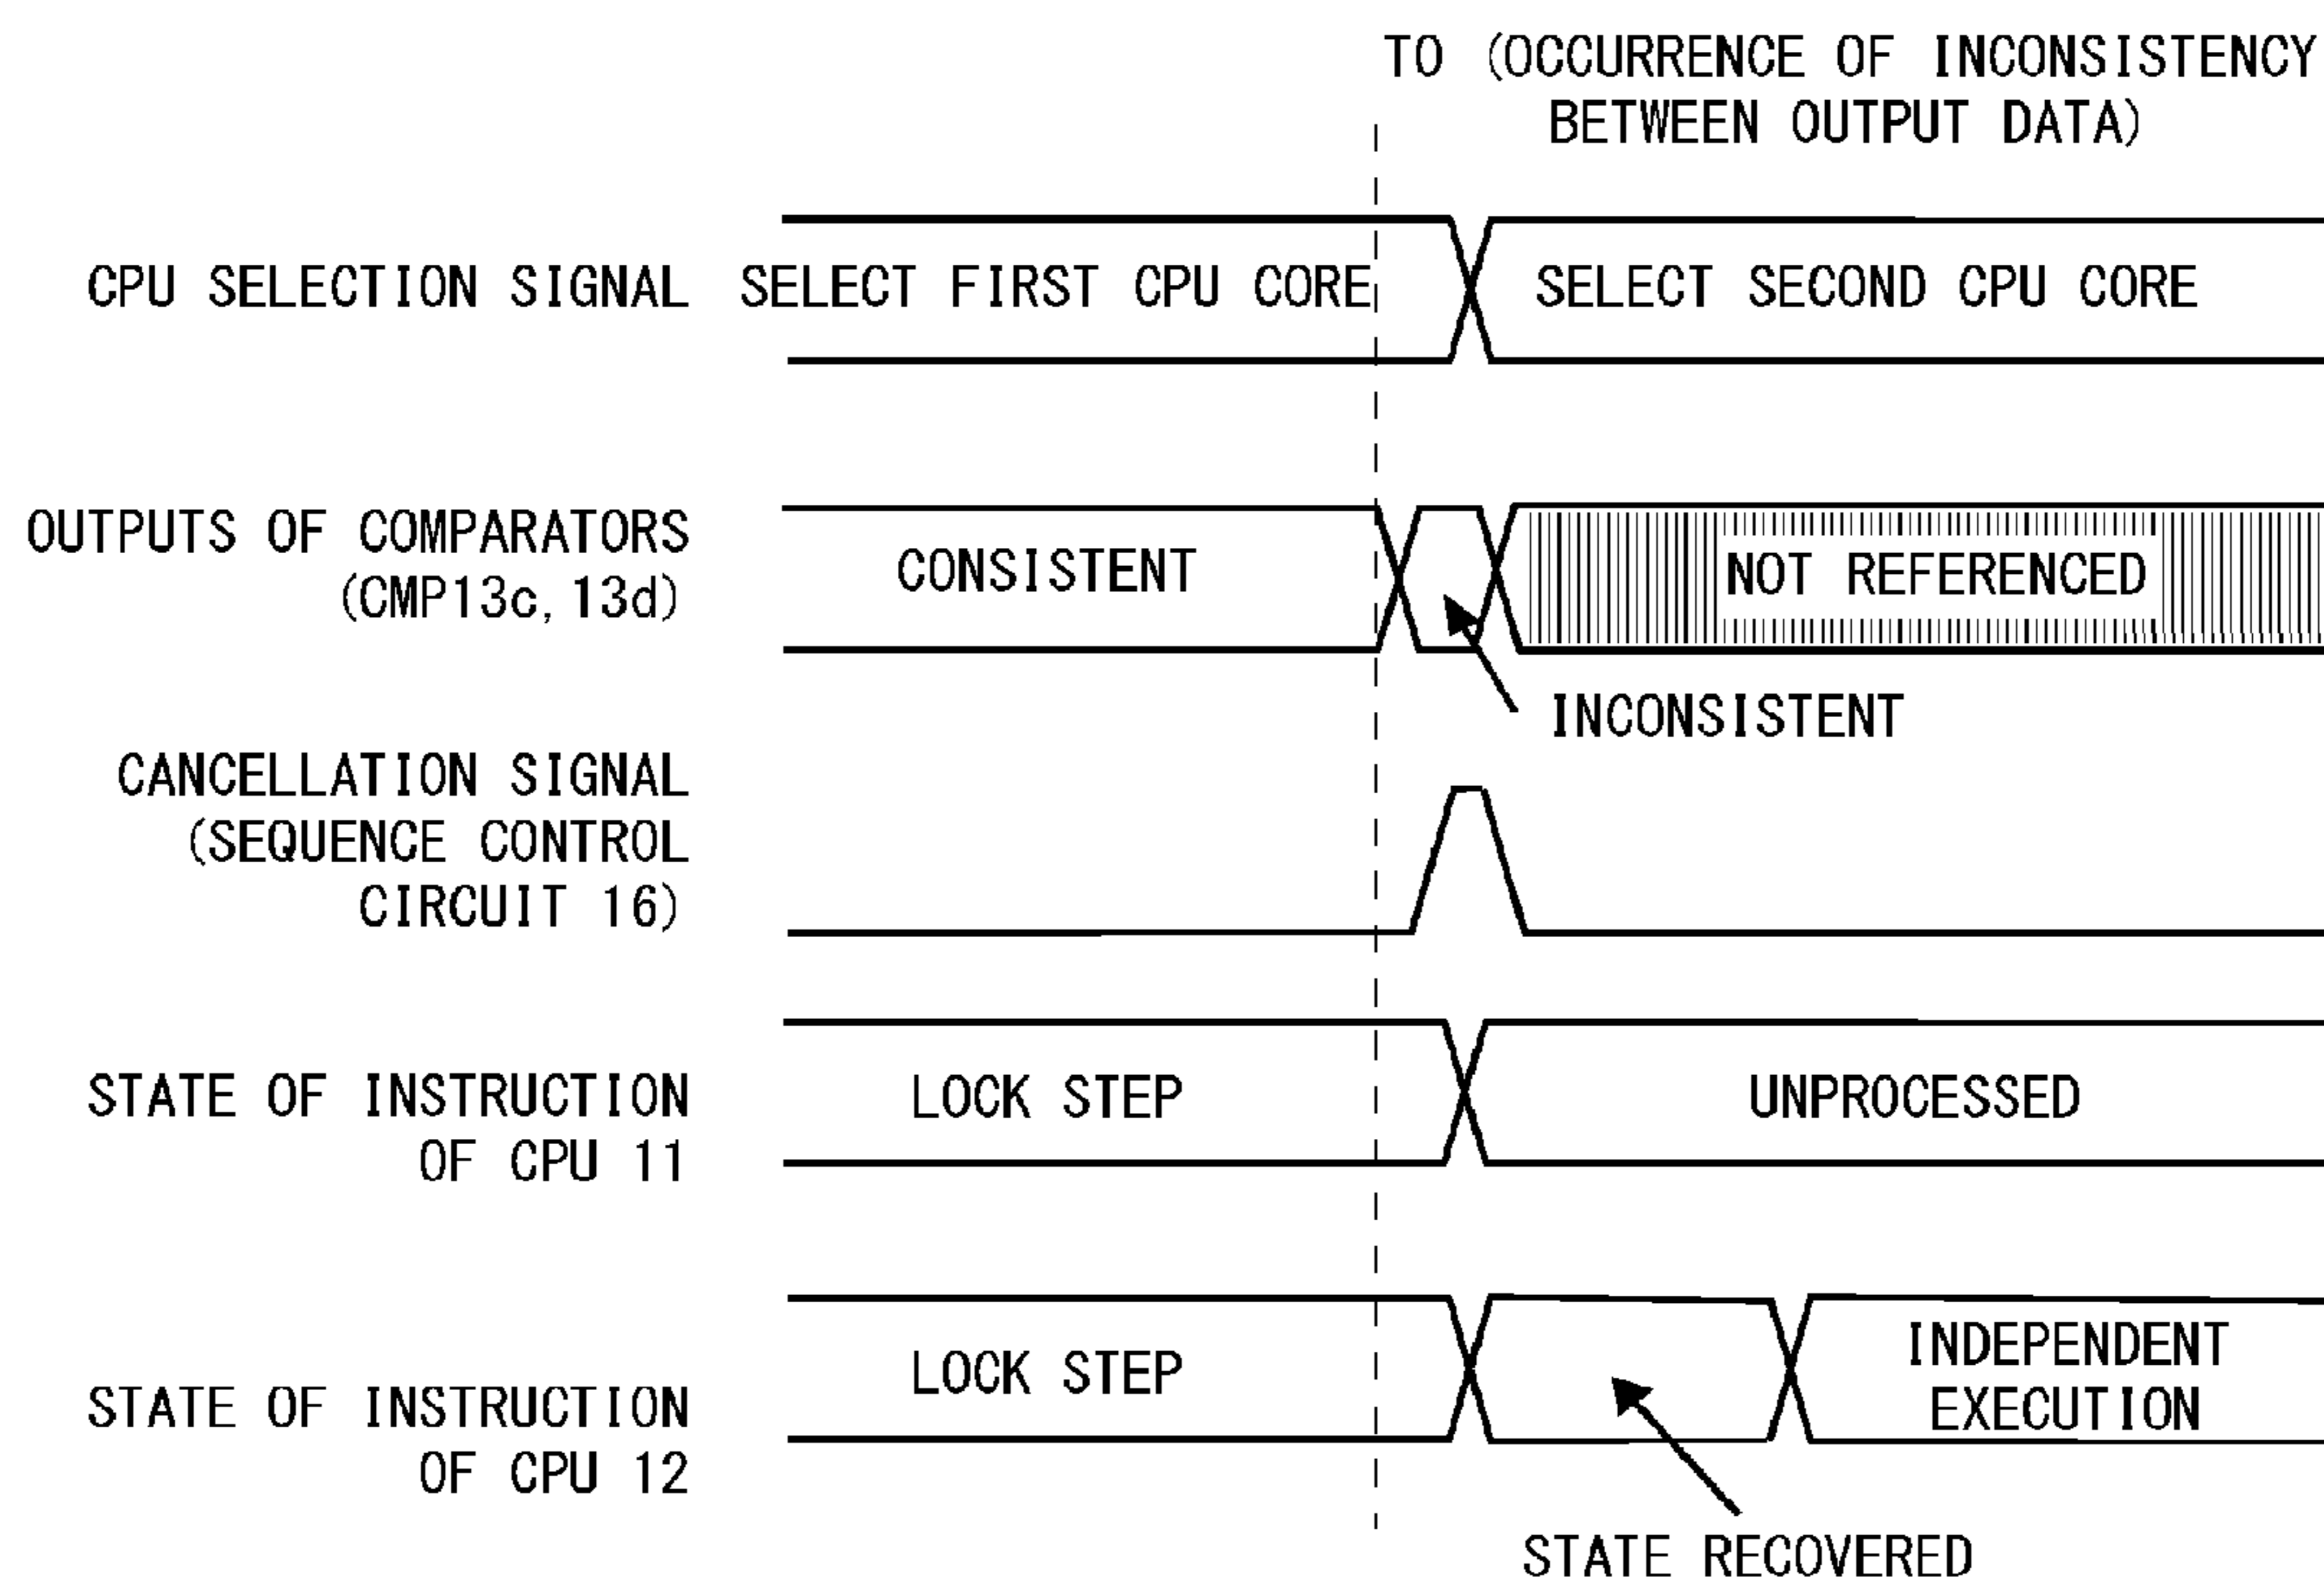 TO (OCCURRENCE OF INCONSISTENCY
BETWEEN OUTPUT DATA)
CPU SELECTION SIGNAL
SELECT FIRST CPU CORE
SELECT SECOND CPU CORE
OUTPUTS OF COMPARATORS
(CMP13c, 13d)
CONSISTENT
NOT REFERENCED
INCONSISTENT
CANCELLATION SIGNAL
(SEQUENCE CONTROL
CIRCUIT 16)
STATE OF INSTRUCTION
OF CPU 11
LOCK STEP
UNPROCESSED
STATE OF INSTRUCTION
OF CPU 12
LOCK STEP
INDEPENDENT
EXECUTION
STATE RECOVERED